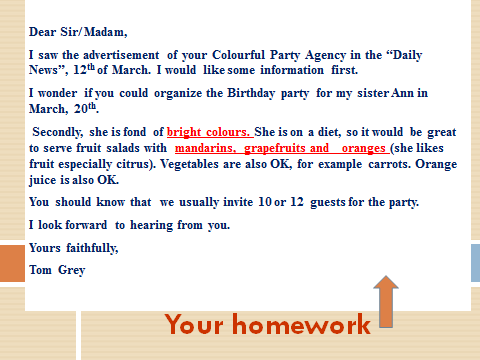 Dear Sir/Madam,
I saw the advertisement of your Colourful Party Agency in the “Daily
News”, 12th of March. I would like some information first.
I wonder if you could organize the Birthday party for my sister Ann in
March, 20th.
Secondly, she is fond of bright colours. She is on a diet, so it would be great
to serve fruit salads with mandarins, grapefruits and oranges (she likes
fruit especially citrus). Vegetables are also OK, for example carrots. Orange
juice is also OK.
You should know that we usually invite 10 or 12 guests for the party.
I look forward to hearing from you.
Yours faithfully,
Tom Grey
Your homework